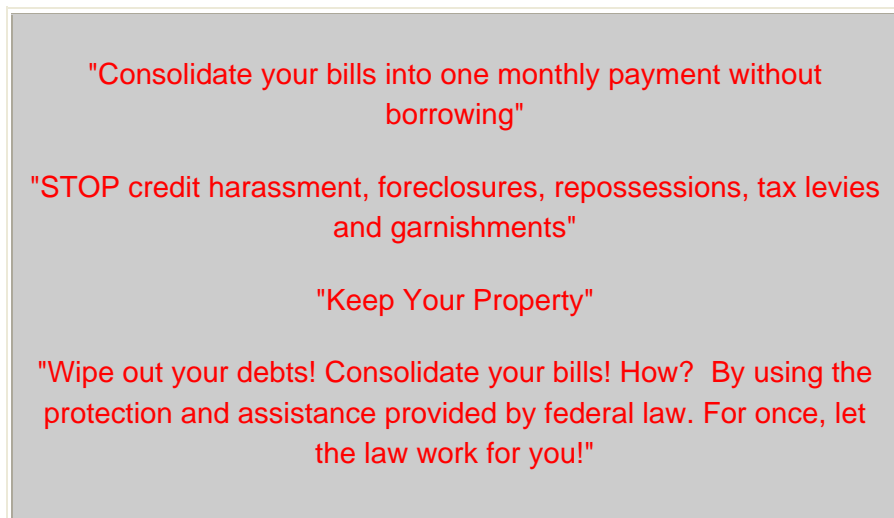 "Consolidate your bills into one monthly payment without
borrowing"
"STOP credit harassment, foreclosures, repossessions, tax levies
and garnishments"
"Keep Your Property"
"Wipe out your debts! Consolidate your bills! How?  By using the
protection and assistance provided by federal law. For once, let
the law work for you!"